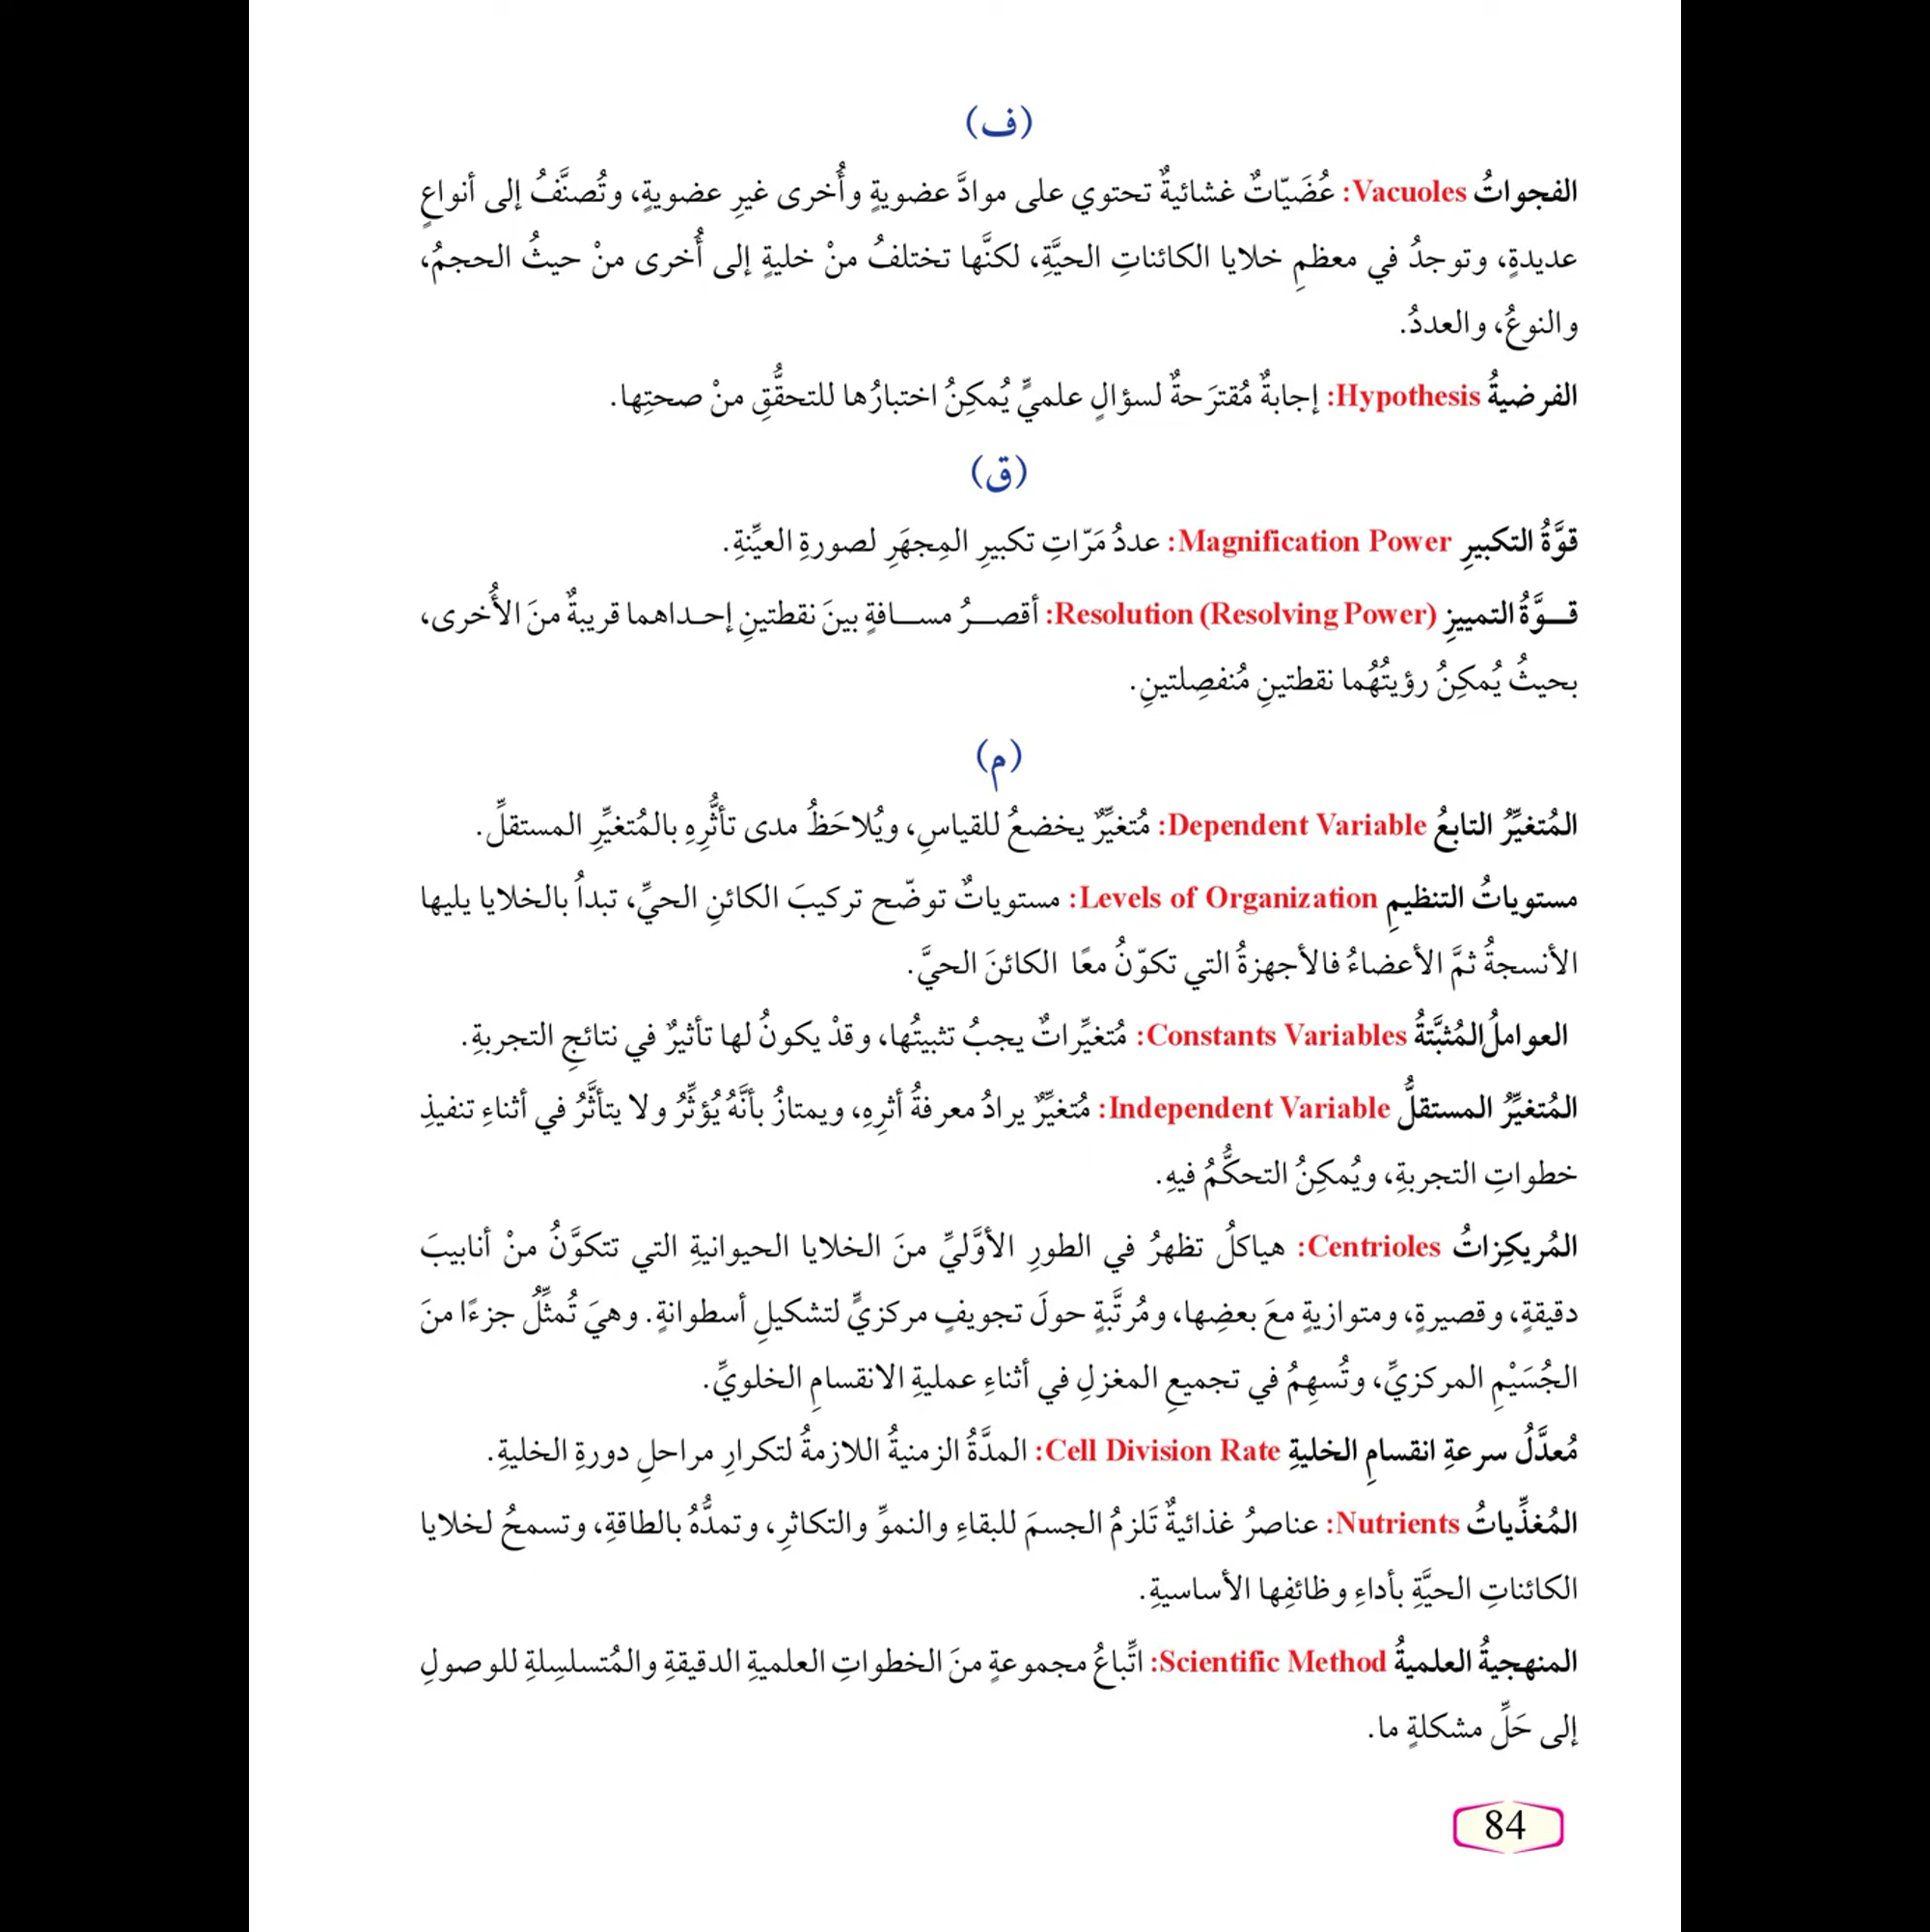 (ف)
الفجواتُ Vacuoles: عُضَيّاتٌ غشائيةٌ تحتوي على موادَّ عضويةٍ وأُخرى غيرِ عضويةٍ، وتُصنَّفُ إلى أنواعٍ
عديدةٍ، وتوجدُ في معظمِ خلايا الكائناتِ الحيَّةِ، لكنَّها تختلفُ منْ خليةٍ إلى أُخرى منْ حيثُ الحجمُ،
والنوعُ، والعددُ.
الفرضيةُ Hypothesis: إجابةٌ مُقترَحةٌ لسؤالٍ علميٍّ يُمكِنُ اختبارُها للتحقُّقِ منْ صحتِها.
(ق)
قوَّةُ التكبيرِ Magnification Power: عددُ مَرّاتِ تكبيرِ المِجهَرِ لصورةِ العيِّنةِ.
قـــوَّةُ التمييزِ Resolution (Resolving Power): أقصـــرُ مســـافةٍ بينَ نقطتينِ إحـداهما قريبةٌ منَ الأُخرى،
بحيثُ يُمكِنُ رؤيتُهُما نقطتينِ مُنفصِلتينِ.
(م)
المُتغيِّرُ التابعُ Dependent Variable: مُتغيِّرٌ يخضعُ للقياسِ، ويُلاحَظُ مدى تأثُّرِهِ بالمُتغيِّرِ المستقلِّ.
مستوياتُ التنظيمِ Levels of Organization: مستوياتٌ توضّح تركيبَ الكائنِ الحيِّ، تبدأُ بالخلايا يليها
الأنسجةُ ثمَّ الأعضاءُ فالأجهزةُ التي تكوّنُ معًا الكائنَ الحيَّ.
العواملُ المُثبَّتةُ Constants Variables: مُتغيِّراتٌ يجبُ تثبيتُها، وقدْ يكونُ لها تأثيرٌ في نتائجِ التجربةِ.
المُتغيِّرُ المستقلُّ Independent Variable: مُتغيِّرٌ يرادُ معرفةُ أثرِهِ، ويمتازُ بأنَّهُ يُؤثِّرُ ولا يتأثَّرُ في أثناءِ تنفيذِ
خطواتِ التجربةِ، ويُمكِنُ التحكُّمُ فيهِ.
المُريكِزاتُ Centrioles: هياكلُ تظهرُ في الطورِ الأوَّليِّ منَ الخلايا الحيوانيةِ التي تتكوَّنُ منْ أنابيبَ
دقيقةٍ، وقصيرةٍ، ومتوازيةٍ معَ بعضِها، ومُرتَّبةٍ حولَ تجويفٍ مركزيٍّ لتشكيلِ أسطوانةٍ. وهيَ تُمثِّلُ جزءًا منَ
الجُسَيْمِ المركزيِّ، وتُسهِمُ في تجميعِ المغزلِ في أثناءِ عمليةِ الانقسامِ الخلويِّ.
مُعدَّلُ سرعةِ انقسامِ الخليةِ Cell Division Rate: المدَّةُ الزمنيةُ اللازمةُ لتكرارِ مراحلِ دورةِ الخليةِ.
المُغذِّياتُ Nutrients: عناصرُ غذائيةٌ تَلزمُ الجسمَ للبقاءِ والنموِّ والتكاثرِ، وتمدُّهُ بالطاقةِ، وتسمحُ لخلايا
الكائناتِ الحيَّةِ بأداءِ وظائفِها الأساسيةِ.
المنهجيةُ العلميةُ Scientific Method: اتِّباعُ مجموعةٍ منَ الخطواتِ العلميةِ الدقيقةِ والمُتسلسِلةِ للوصولِ
إلى حَلِّ مشكلةٍ ما.
84